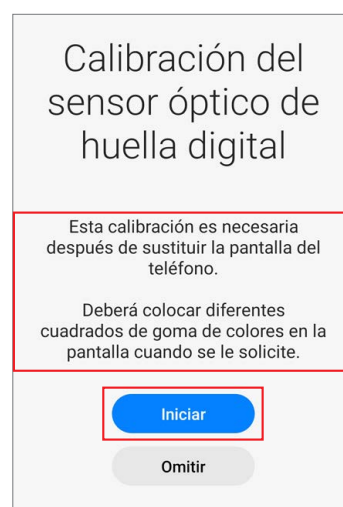 Calibración del
sensor óptico de
huella digital
Esta calibración es necesaria
después de sustituir la pantalla del
teléfono.
Deberá colocar diferentes
cuadrados de goma de colores en la
pantalla cuando se le solicite.
Iniciar
Omitir